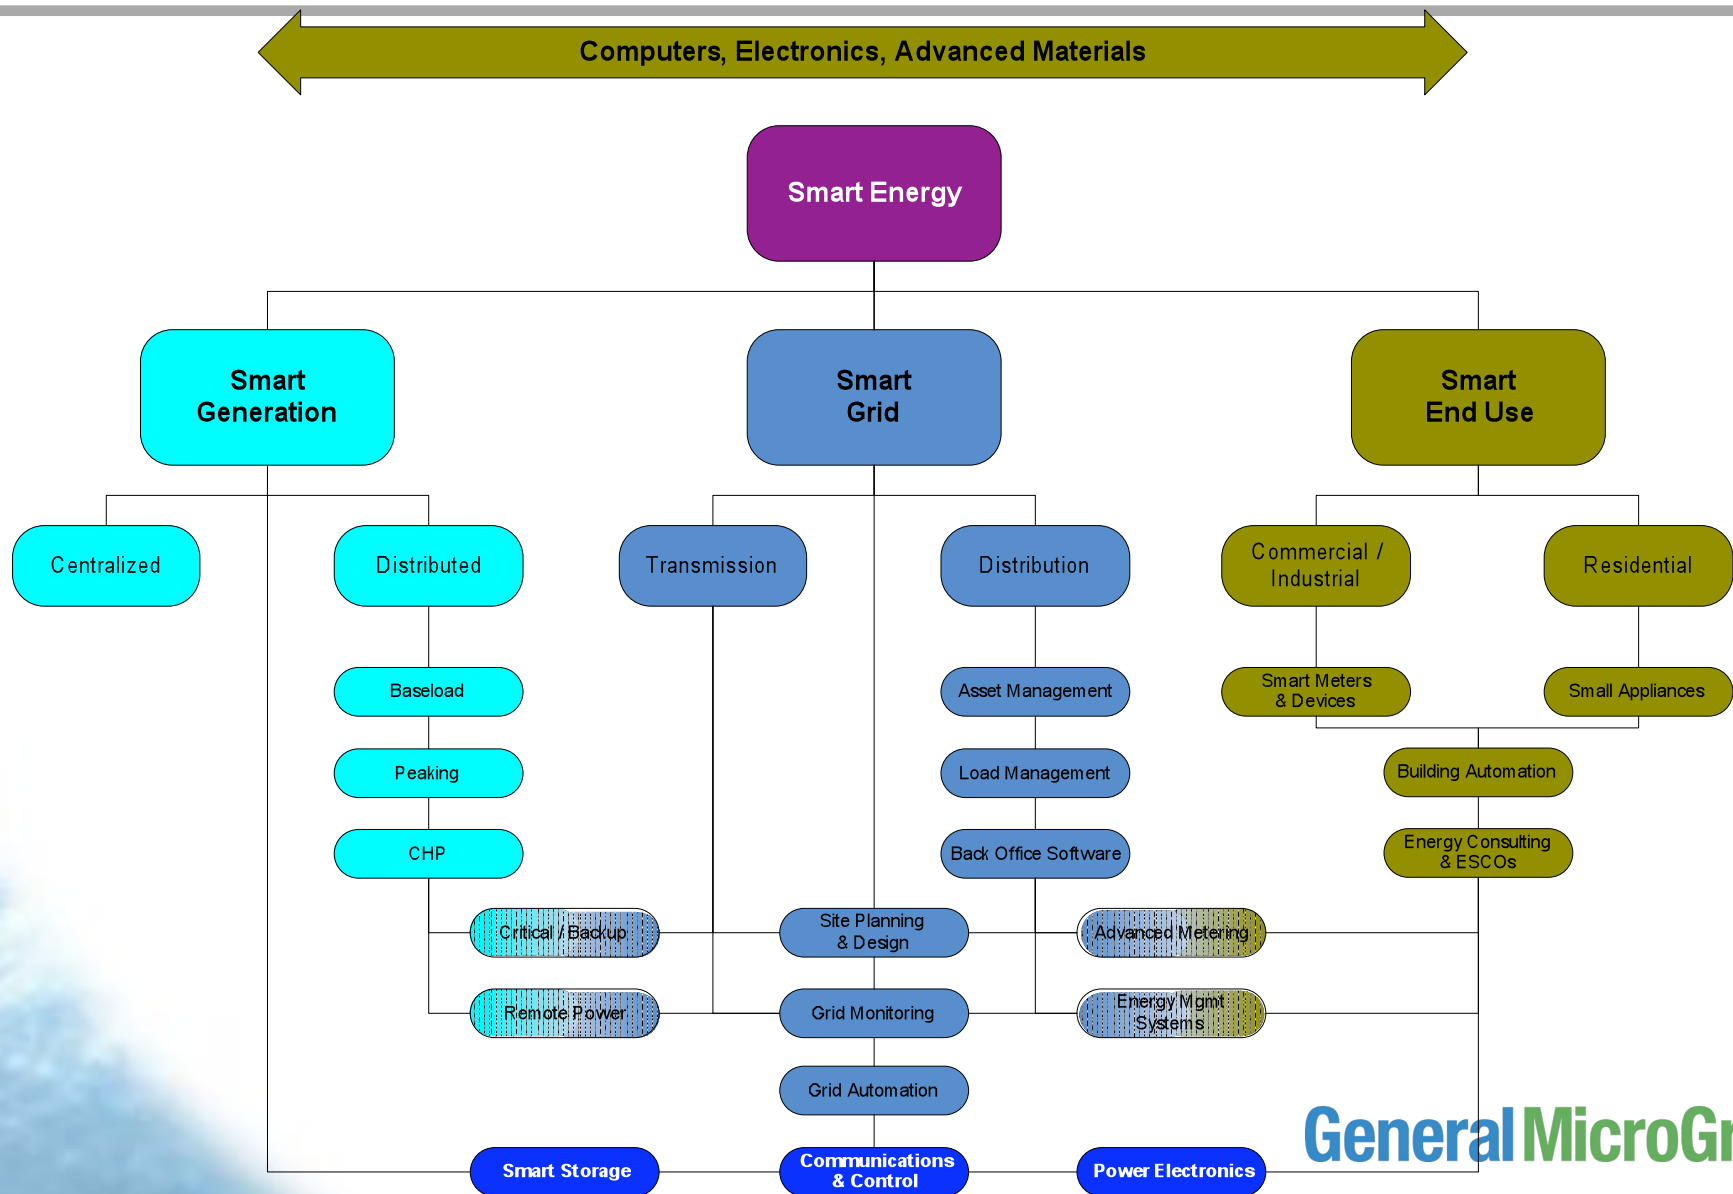 Computers, Electronics, Advanced Materials
Smart Energy
Smart
Generation
Smart
Grid
Smart
End Use
Centralized
Distributed
Transmission
Distribution
Commercial /
Industrial
Residential
Baseload
Asset Management
Smart Meters
& Devices
Small Appliances
Peaking
Load Management
Building Automation
CHP
Back Office Software
Energy Consulting
& ESCOs
Critical / Backup
Site Planning
& Design
Advanced Metering
Remote Power
Grid Monitoring
Energy Mgmt
Systems
Grid Automation
General MicroGr
Smart Storage
Communications
& Control
Power Electronics